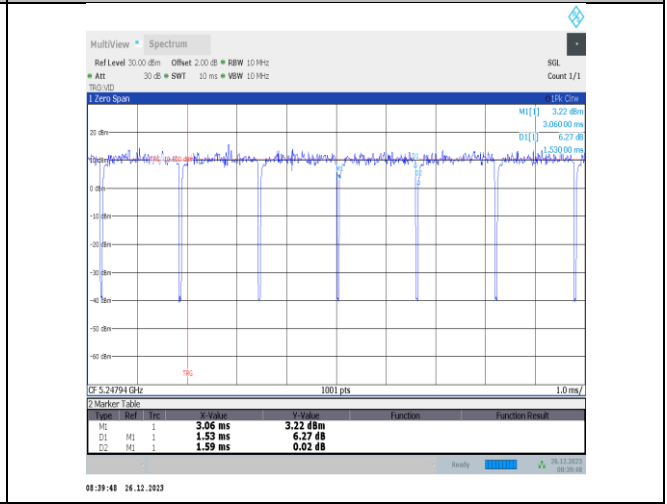 MultiView Spectrum
Ref Level 30.00 dBm Offset 2.00 dB RBW 10 MHz SGL
Att 30 dB SWT 10 ms VBW 10 MHz Count 1/1
TRG:VID
1 Zero Span 1Pk Clrw
M1[1] 3.22 dBm
3.060 00 ms
20 dBm
D1[1] 6.27 dB
1.530 00 ms
0 dBm
-10 dBm
-20 dBm
-30 dBm
-40 dBm
-50 dBm
-60 dBm
TRG
CF 5.24794 GHz 1001 pts 1.0 ms/
2 Marker Table
Type Ref Trc X-Value Y-Value Function Function Result
M1 1 3.06 ms 3.22 dBm
D1 M1 1 1.53 ms 6.27 dB
D2 M1 1 1.59 ms 0.02 dB
Ready 26.12.2023
08:39:48
08:39:48 26.12.2023